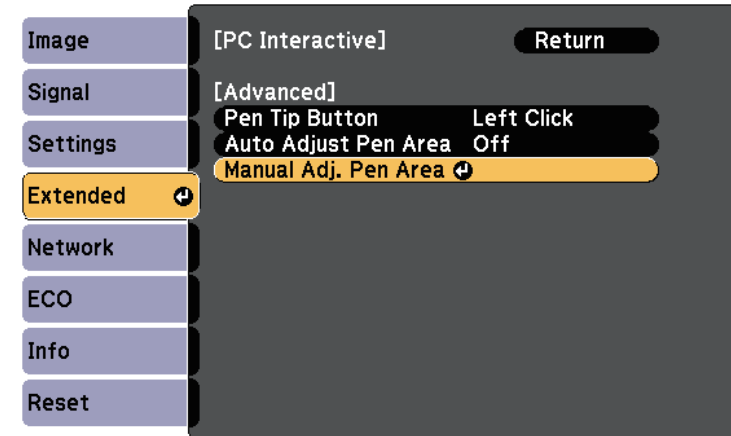 Image
Signal
Settings
Extended
Network
ECO
Info
Reset
[PC Interactive] Return
[Advanced]
Pen Tip Button Left Click
Auto Adjust Pen Area Off
Manual Adj. Pen Area